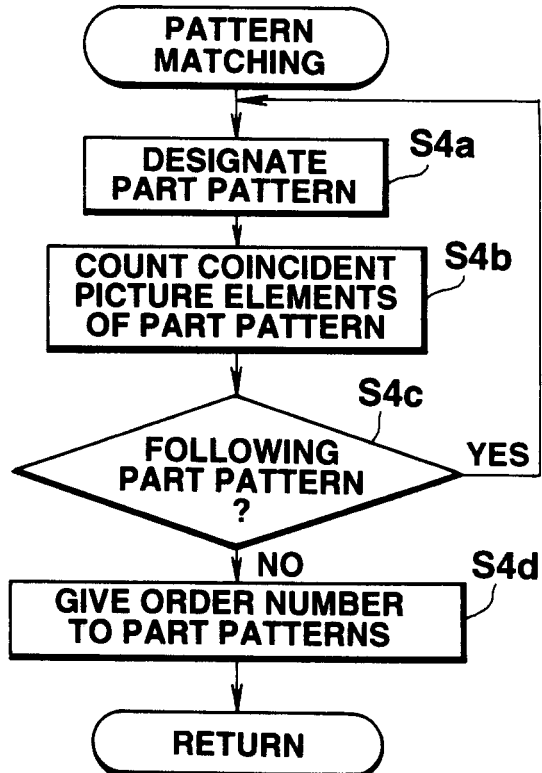 PATTERN
MATCHING
S4a
DESIGNATE
PART PATTERN
S4b
COUNT COINCIDENT
PICTURE ELEMENTS
OF PART PATTERN
S4c
FOLLOWING
PART PATTERN
?
YES
NO
S4d
GIVE ORDER NUMBER
TO PART PATTERNS
RETURN